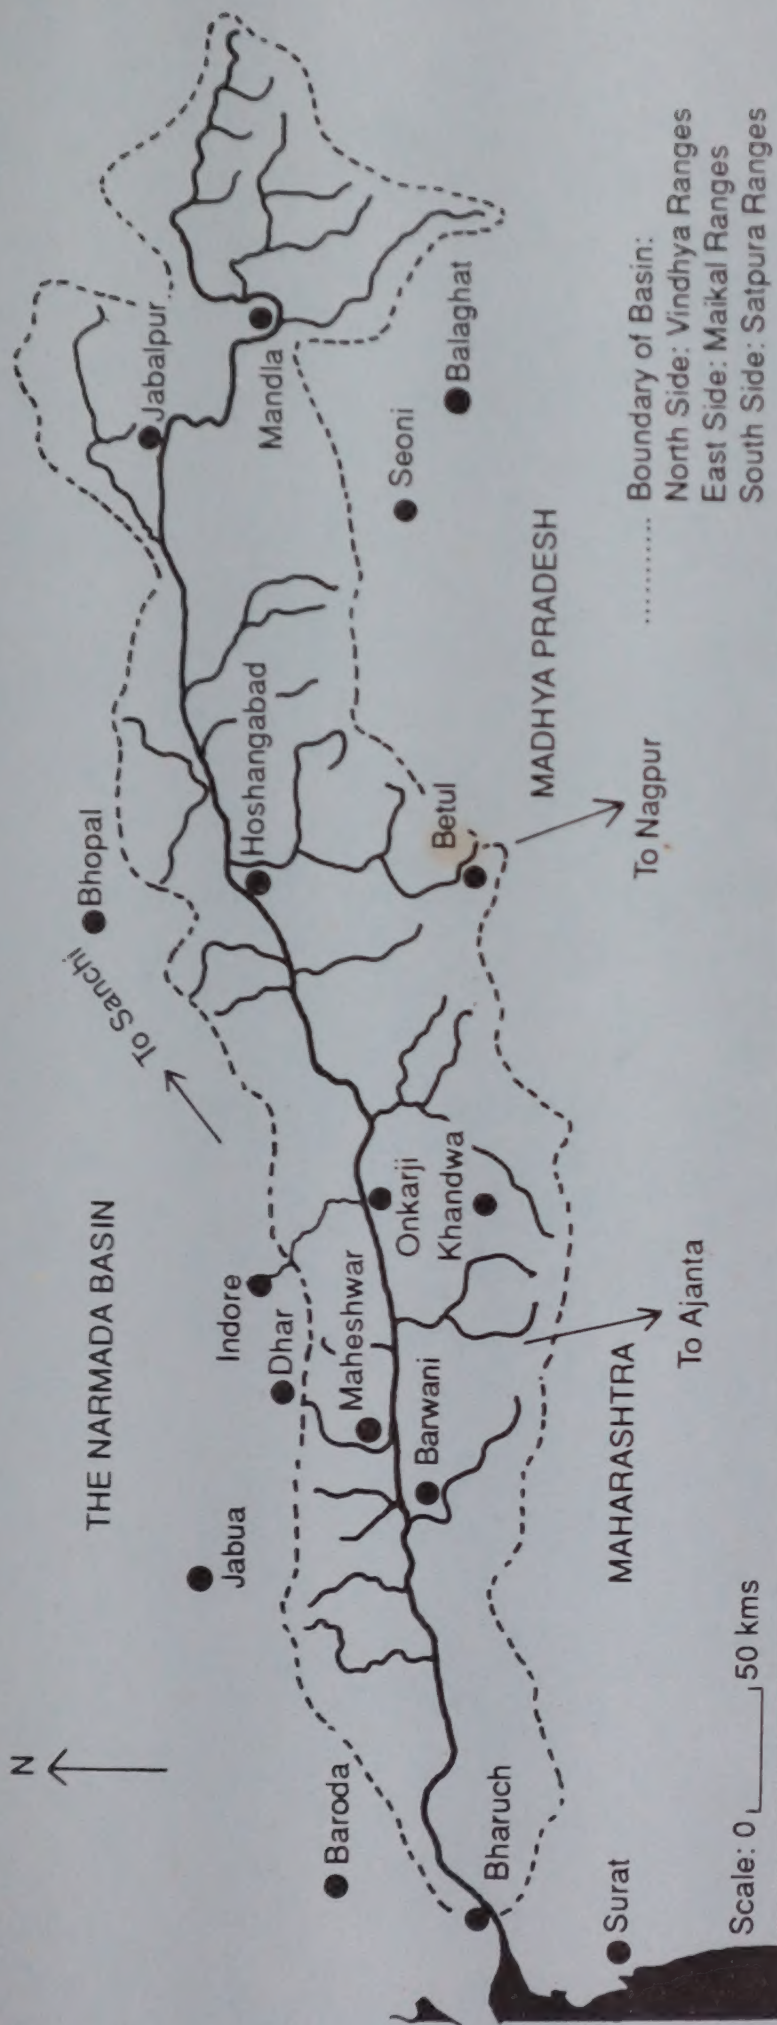 THE NARMADA BASIN
N
Bhopal
To Sanchi
Jabalpur
Indore
Dhar
Jabua
Hoshangabad
Mandla
Maheshwar
Onkarji
Khandwa
Barwani
Baroda
Bharuch
Betul
Seoni
Balaghat
MADHYA PRADESH
MAHARASHTRA
To Ajanta
To Nagpur
Surat
Scale: 0 50 kms
............ Boundary of Basin:
North Side: Vindhya Ranges
East Side: Maikal Ranges
South Side: Satpura Ranges